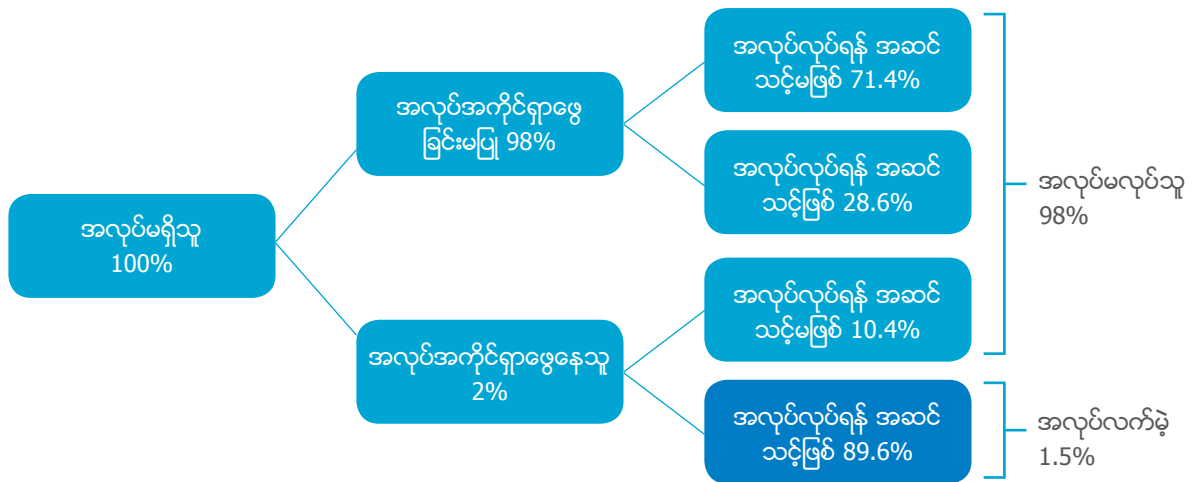 အလုပ်မရှိသူ
100%
အလုပ်အကိုင်ရှာဖွေ
ခြင်းမပြု 98%
အလုပ်အကိုင်ရှာဖွေနေသူ
2%
အလုပ်လုပ်ရန် အဆင်
သင့်မဖြစ် 71.4%
အလုပ်လုပ်ရန် အဆင်
သင့်ဖြစ် 28.6%
အလုပ်လုပ်ရန် အဆင်
သင့်မဖြစ် 10.4%
အလုပ်လုပ်ရန် အဆင်
သင့်ဖြစ် 89.6%
အလုပ်မလုပ်သူ
98%
အလုပ်လက်မဲ့
1.5%